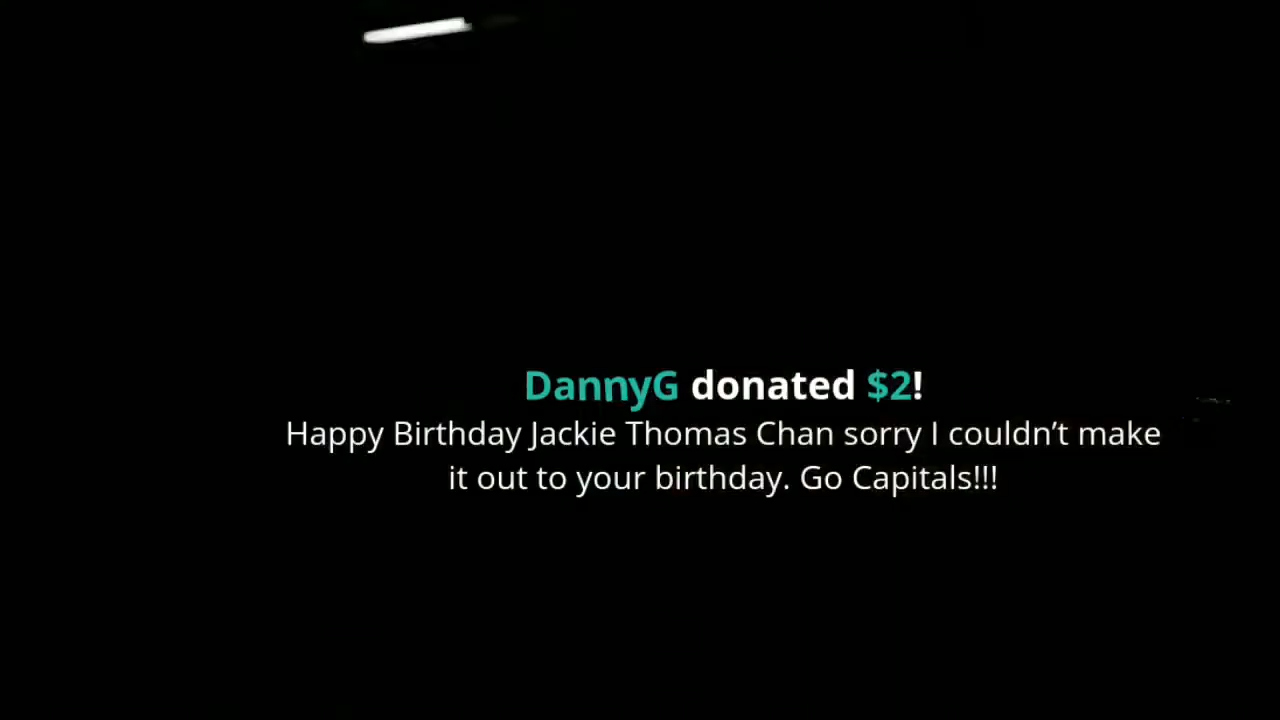 DannyG donated $2!
Happy Birthday Jackie Thomas Chan sorry I couldn’t make
it out to your birthday. Go Capitals!!!